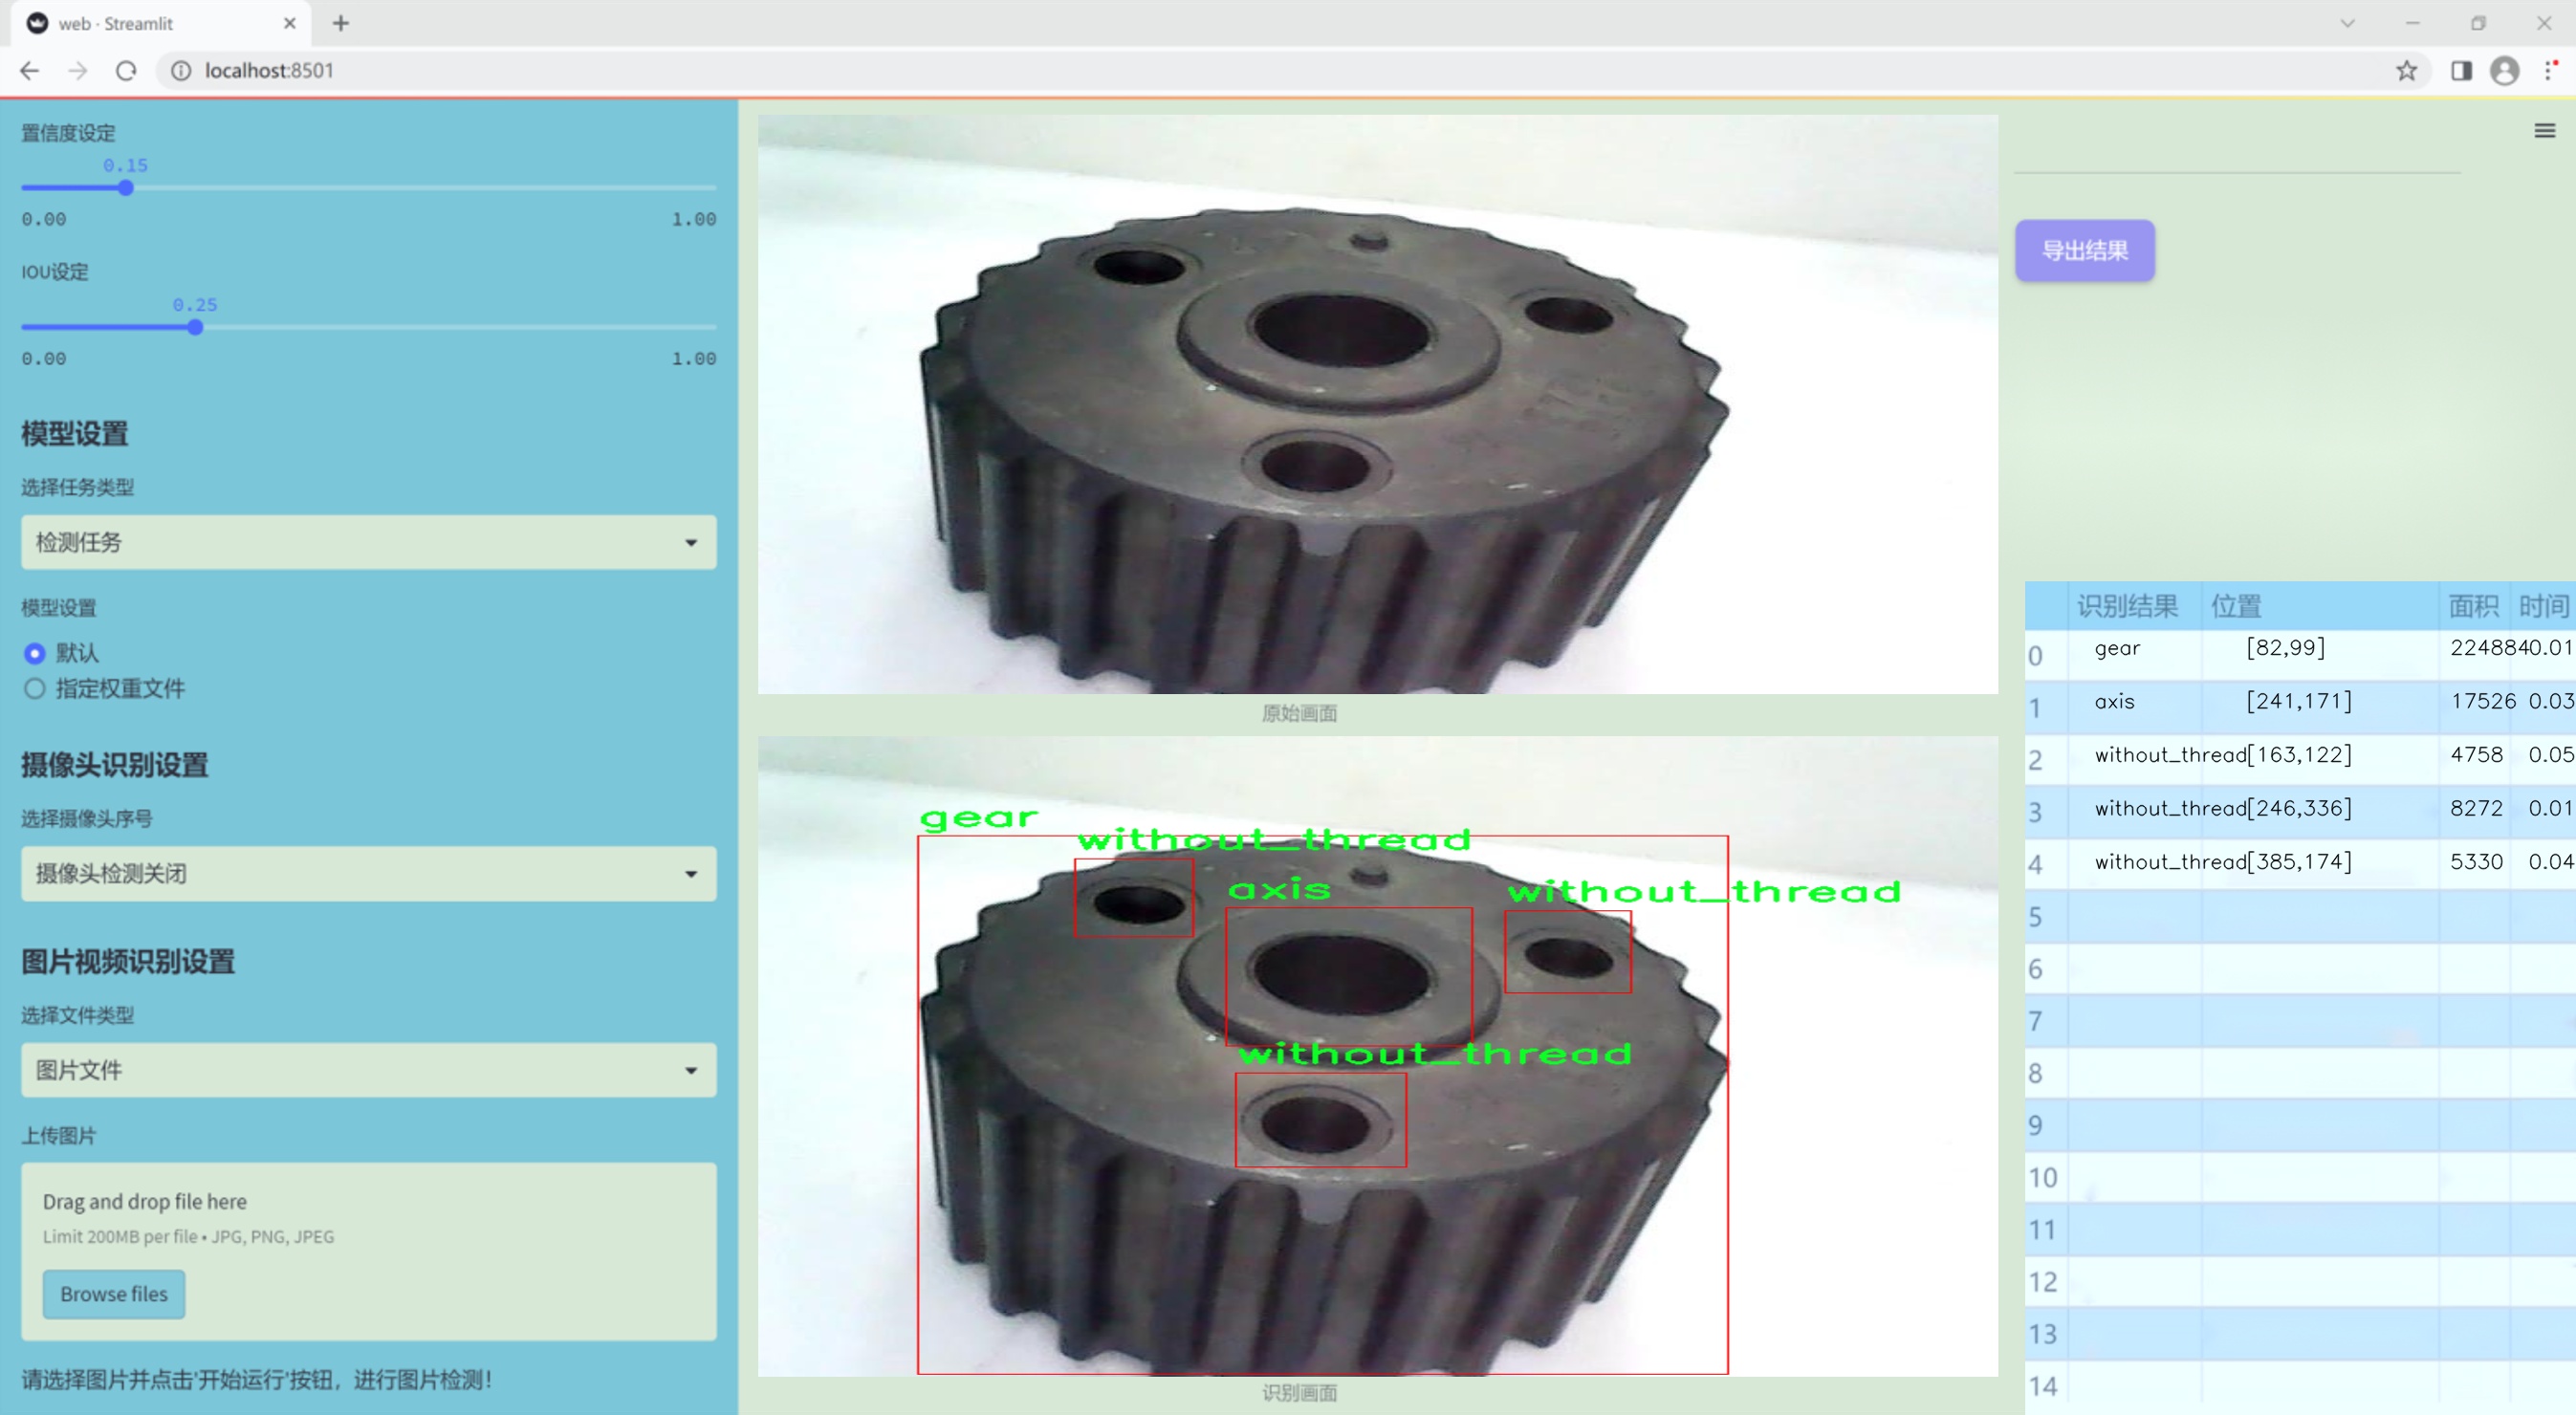 web · Streamlit
localhost:8501
置信度设定
0.15
0.00 1.00
IOU设定
0.25
0.00 1.00
模型设置
选择任务类型
检测任务
模型设置
默认
指定权重文件
摄像头识别设置
选择摄像头序号
摄像头检测关闭
图片视频识别设置
选择文件类型
图片文件
上传图片
Drag and drop file here
Limit 200MB per file • JPG, PNG, JPEG
Browse files
请选择图片并点击'开始运行'按钮，进行图片检测!
原始画面
gear
without_thread
axis
without_thread
without_thread
识别画面
导出结果
识别结果 位置 面积 时间
0 gear [82,99] 224884 0.01
1 axis [241,171] 17526 0.03
2 without_thread [163,122] 4758 0.05
3 without_thread [246,336] 8272 0.01
4 without_thread [385,174] 5330 0.04
5
6
7
8
9
10
11
12
13
14